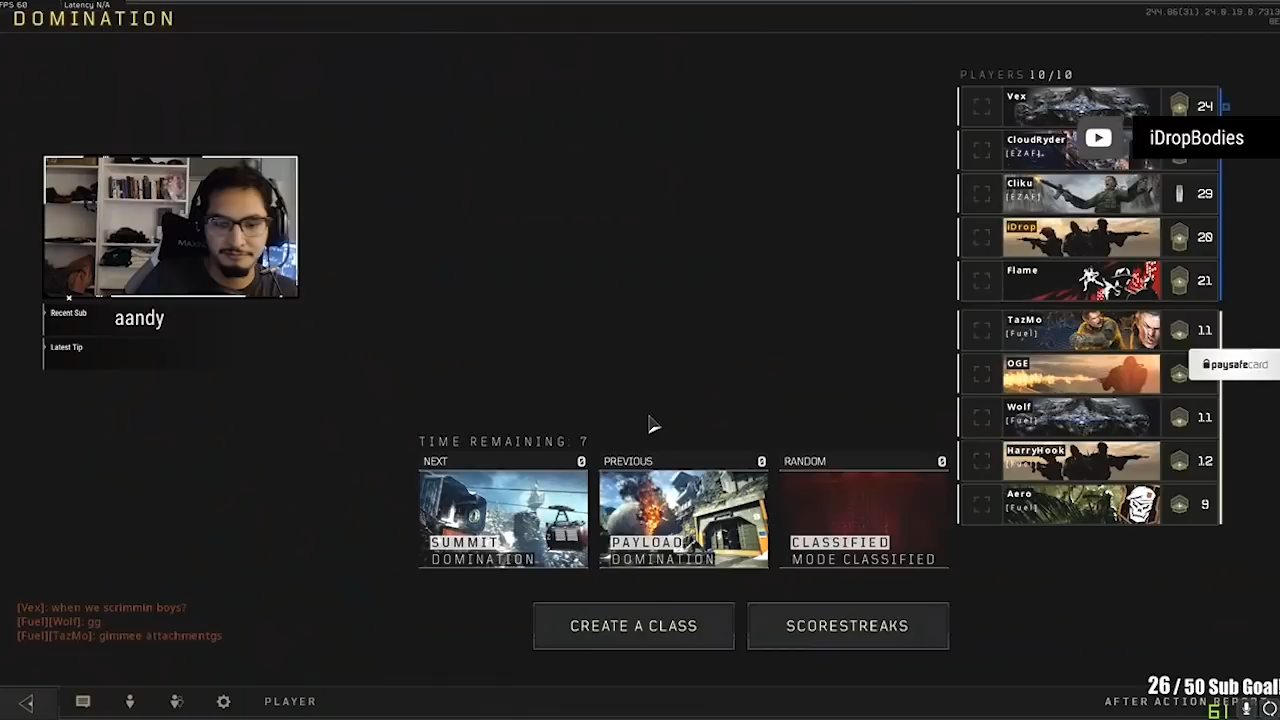 FPS 60 Latency N/A
DOMINATION
PLAYERS 10/10
Vex
24
CloudRyder
[EZAF]
iDropBodies
Cliku
[EZAF]
29
iDrop
20
Flame
21
TazMo
[Fuel]
11
OGE
paysafecard
Wolf
[Fuel]
11
HarryHook
[Fuel]
12
Aero
[Fuel]
9
Recent Sub
aandy
Latest Tip
TIME REMAINING: 7
NEXT 0
SUMMIT
DOMINATION
PREVIOUS 0
PAYLOAD
DOMINATION
RANDOM 0
CLASSIFIED
MODE CLASSIFIED
[Vex]: when we scrimmin boys?
[Fuel][Wolf]: gg
[Fuel][TazMo]: gimmee attachmentgs
CREATE A CLASS
SCORESTREAKS
PLAYER
26 / 50 Sub Goal!
AFTER ACTION REPORT
61